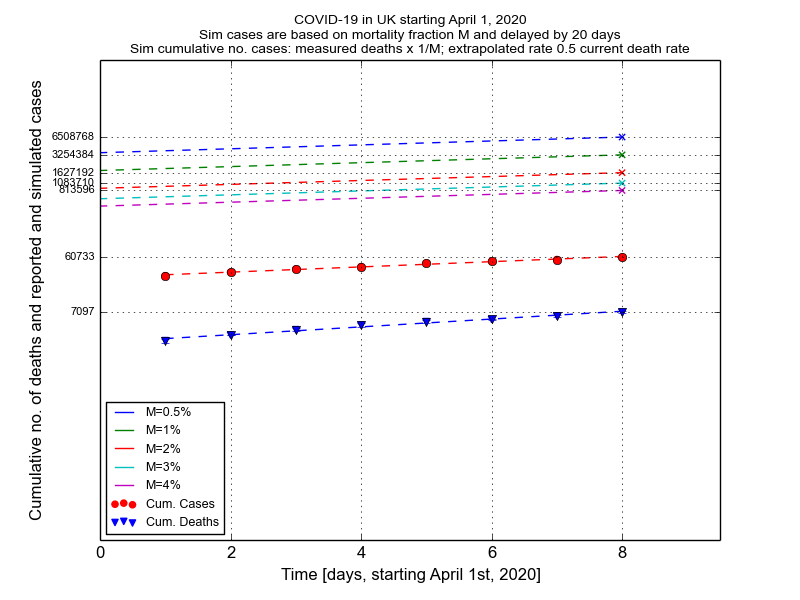 COVID-19 in UK starting April 1, 2020
Sim cases are based on mortality fraction M and delayed by 20 days
Sim cumulative no. cases: measured deaths x 1/M; extrapolated rate 0.5 current death rate
Cumulative no. of deaths and reported and simulated cases
6508768
3254384
1627192
1083710
813596
60733
7097
M=0.5%
M=1%
M=2%
M=3%
M=4%
Cum. Cases
Cum. Deaths
0 2 4 6 8
Time [days, starting April 1st, 2020]